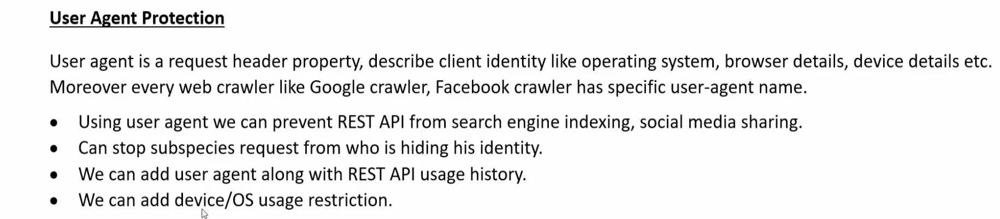 User Agent Protection
User agent is a request header property, describe client identity like operating system, browser details, device details etc.
Moreover every web crawler like Google crawler, Facebook crawler has specific user-agent name.
• Using user agent we can prevent REST API from search engine indexing, social media sharing.
• Can stop subspecies request from who is hiding his identity.
• We can add user agent along with REST API usage history.
• We can add device/OS usage restriction.